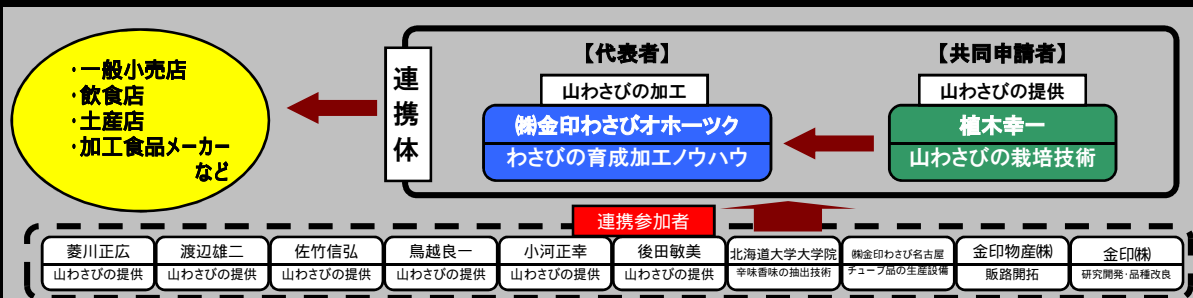 ・一般小売店
・飲食店
・土産店
・加工食品メーカー
など
連携体
【代表者】
山わさびの加工
㈱金印わさびオホーツク
わさびの育成加工ノウハウ
【共同申請者】
山わさびの提供
植木幸一
山わさびの栽培技術
連携参加者
菱川正広
山わさびの提供
渡辺雄二
山わさびの提供
佐竹信弘
山わさびの提供
鳥越良一
山わさびの提供
小河正幸
山わさびの提供
後田敏美
山わさびの提供
北海道大学大学院
辛味香味の抽出技術
㈱金印わさび名古屋
チューブ品の生産設備
金印物産㈱
販路開拓
金印㈱
研究開発・品種改良